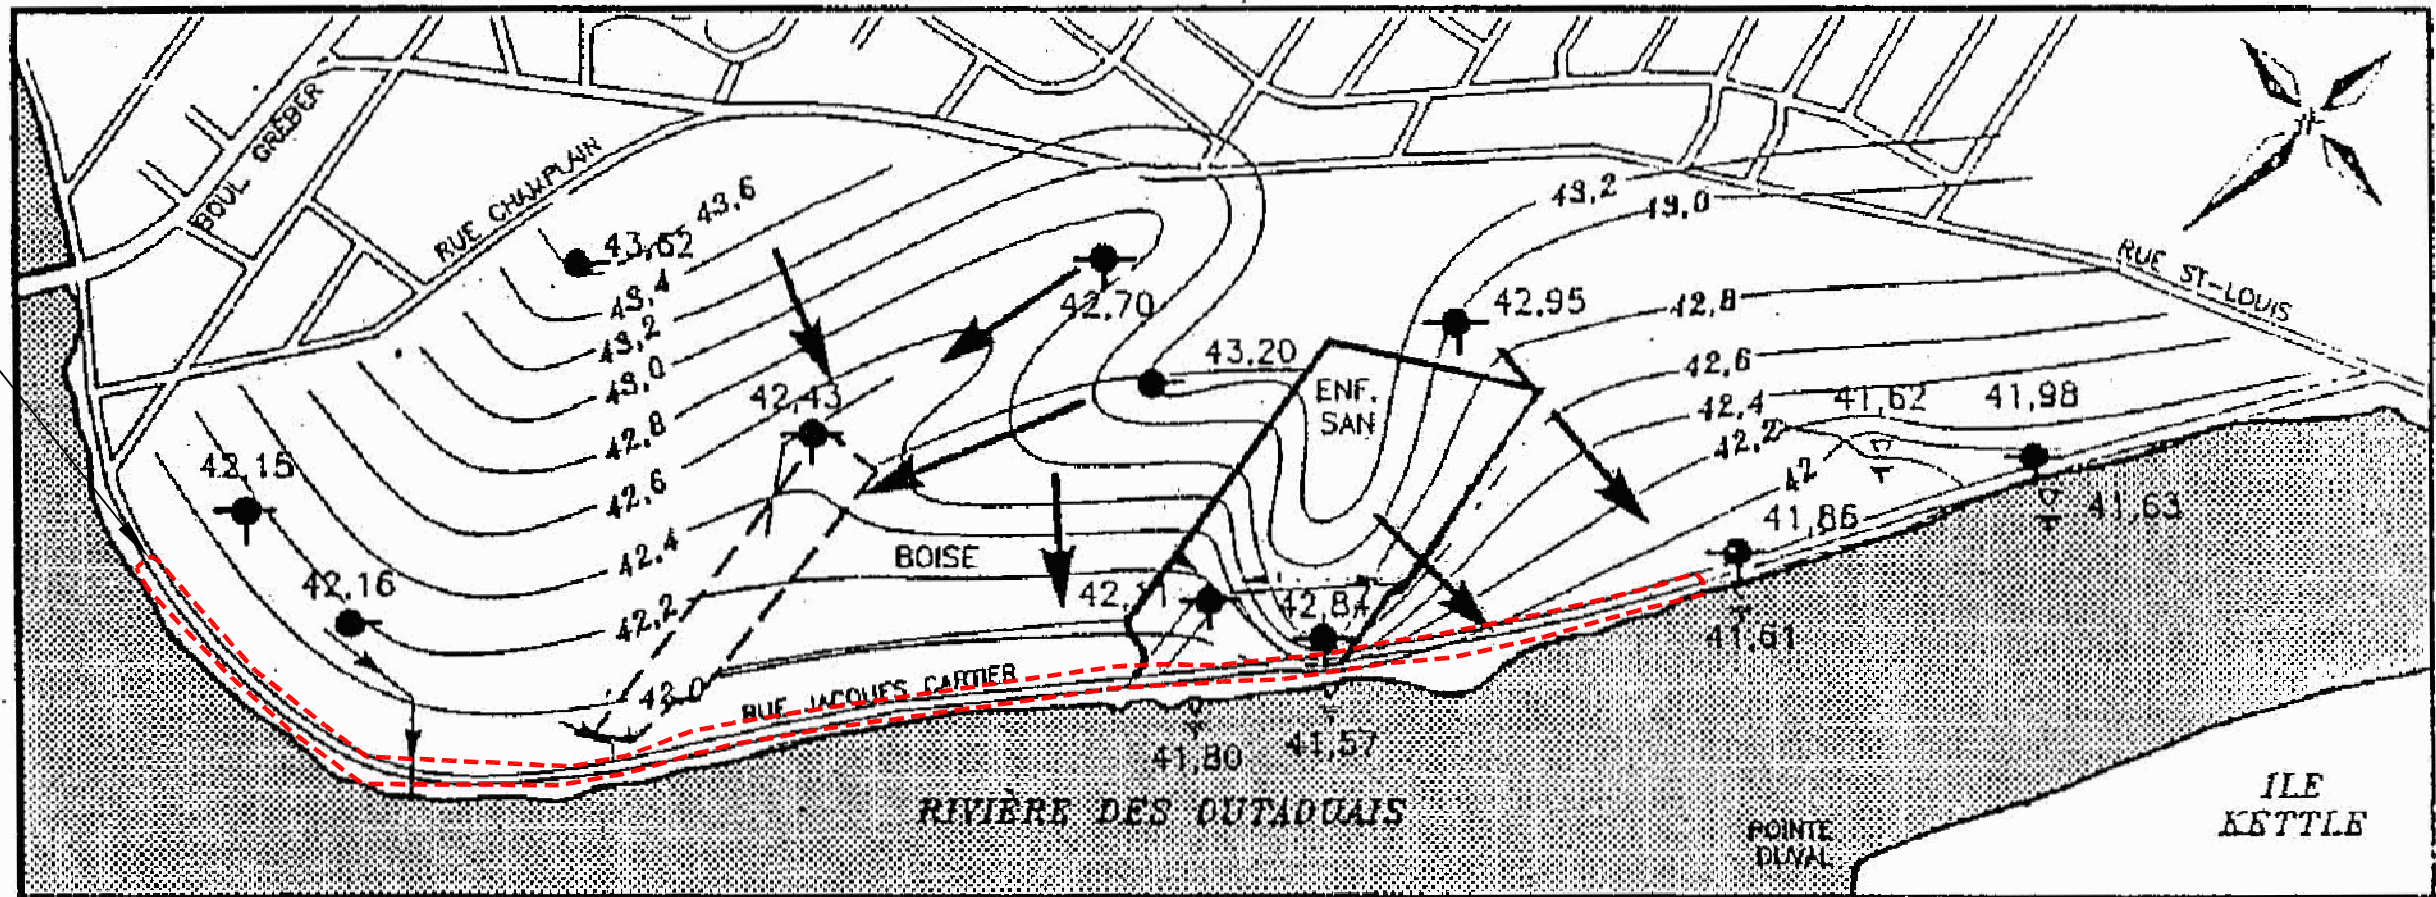 BOUL GREBER
RUE CHAMPLAIN
43,6
43,62
43,4
43,2
43,0
42,8
42,6
42,4
42,2
42,0
42,70
42,43
42,15
42,16
43.20
ENF.
SAN
42.95
43,2
43,0
42,8
42,6
42,4
42,2
42
41,62
41,98
RUE ST-LOUIS
41,86
41,63
41,61
BOISE
42,11
42,84
RUE JACQUES CARTIER
41,80
41,57
RIVIÈRE DES OUTAOUAIS
POINTE
DUVAL
ILE
KETTLE